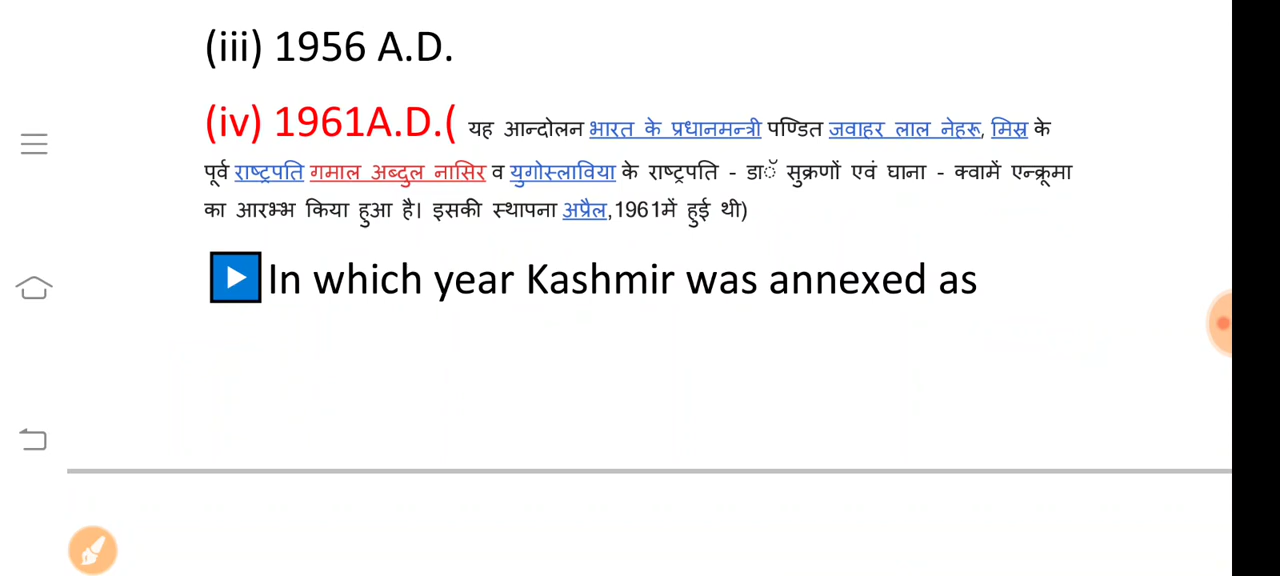 (iii) 1956 A.D.
(iv) 1961A.D.( यह आन्दोलन भारत के प्रधानमन्त्री पण्डित जवाहर लाल नेहरू, मिस्र के
पूर्व राष्ट्रपति गमाल अब्दुल नासिर व युगोस्लाविया के राष्ट्रपति - डाॅ सुक्रणों एवं घाना - क्वामें एन्क्रूमा
का आरभ्भ किया हुआ है। इसकी स्थापना अप्रैल,1961में हुई थी)
In which year Kashmir was annexed as